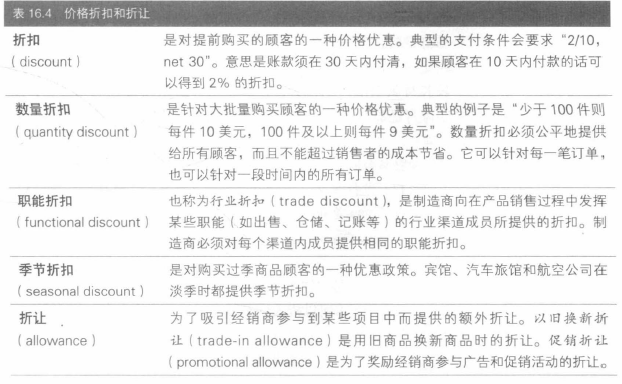 表 16.4 价格折扣和折让
折扣 是对提前购买的顾客的一种价格优惠。典型的支付条件会要求“2/10，
（discount） net 30”。意思是账款须在 30 天内付清，如果顾客在 10 天内付款的话可
以得到 2% 的折扣。
数量折扣 是针对大批量购买顾客的一种价格优惠。典型的例子是“少于 100 件则
（quantity discount） 每件 10 美元，100 件及以上则每件 9 美元”。数量折扣必须公平地提供
给所有顾客，而且不能超过销售者的成本节省。它可以针对每一笔订单，
也可以针对一段时间内的所有订单。
职能折扣 也称为行业折扣（trade discount），是制造商向在产品销售过程中发挥
（functional discount） 某些职能（如出售、仓储、记账等）的行业渠道成员所提供的折扣。制
造商必须对每个渠道内成员提供相同的职能折扣。
季节折扣 是对购买过季商品顾客的一种优惠政策。宾馆、汽车旅馆和航空公司在
（seasonal discount） 淡季时都提供季节折扣。
折让 为了吸引经销商参与到某些项目中而提供的额外折让。以旧换新折
（allowance） 让（trade-in allowance）是用旧商品换新商品时的折让。促销折让
（promotional allowance）是为了奖励经销商参与广告和促销活动的折让。